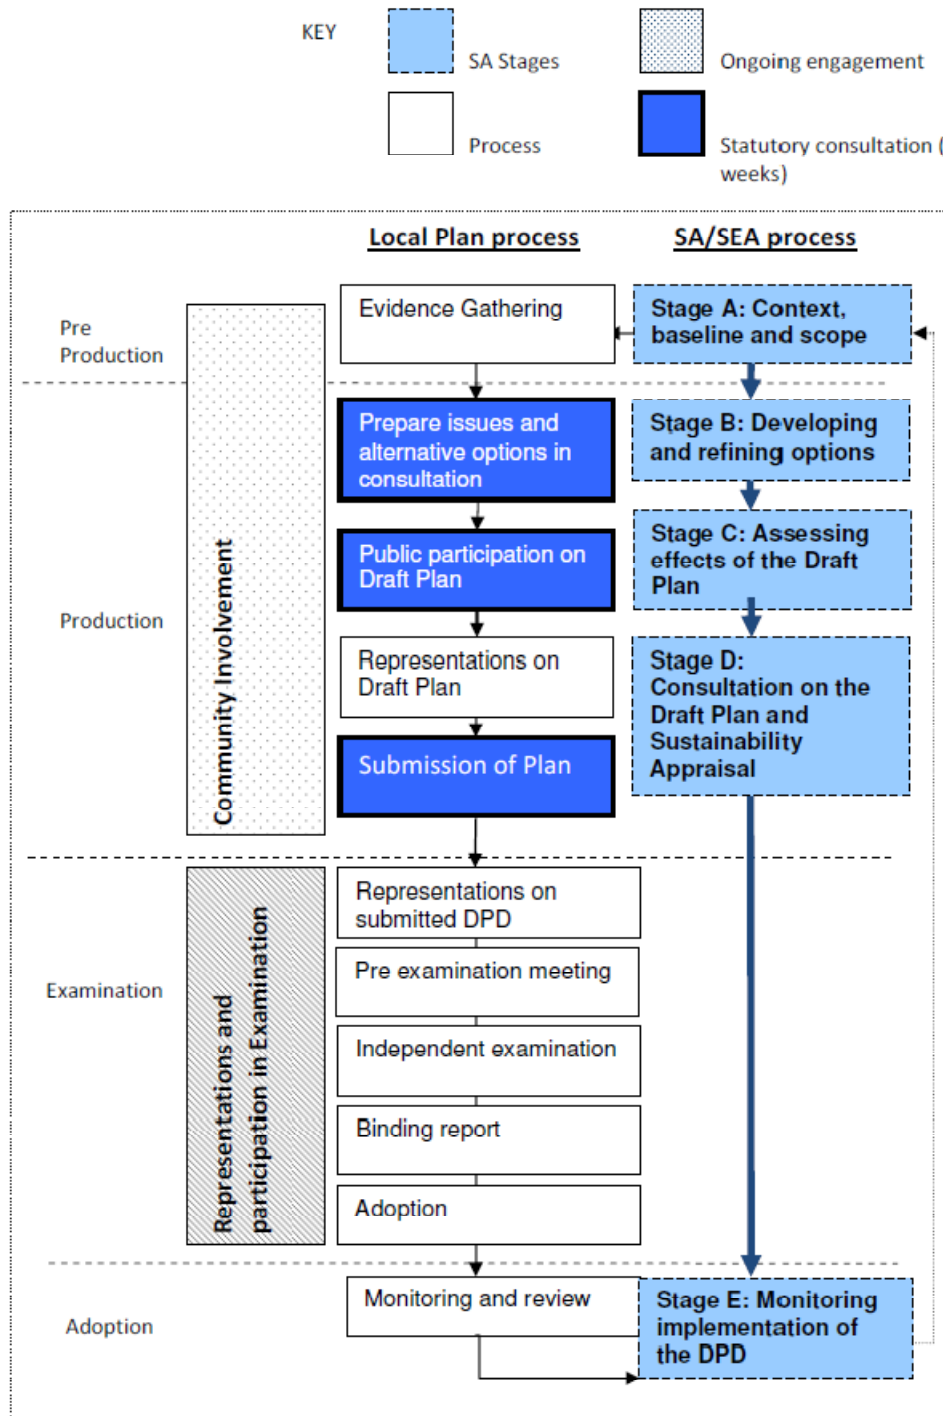 KEY
SA Stages
Ongoing engagement
Process
Statutory consultation (
weeks)
Local Plan process
SA/SEA process
Pre
Production
Evidence Gathering
Stage A: Context,
baseline and scope
Production
Community Involvement
Prepare issues and
alternative options in
consultation
Stage B: Developing
and refining options
Public participation on
Draft Plan
Stage C: Assessing
effects of the Draft
Plan
Representations on
Draft Plan
Stage D:
Consultation on the
Draft Plan and
Sustainability
Appraisal
Submission of Plan
Examination
Representations and
participation in Examination
Representations on
submitted DPD
Pre examination meeting
Independent examination
Binding report
Adoption
Adoption
Monitoring and review
Stage E: Monitoring
implementation of
the DPD